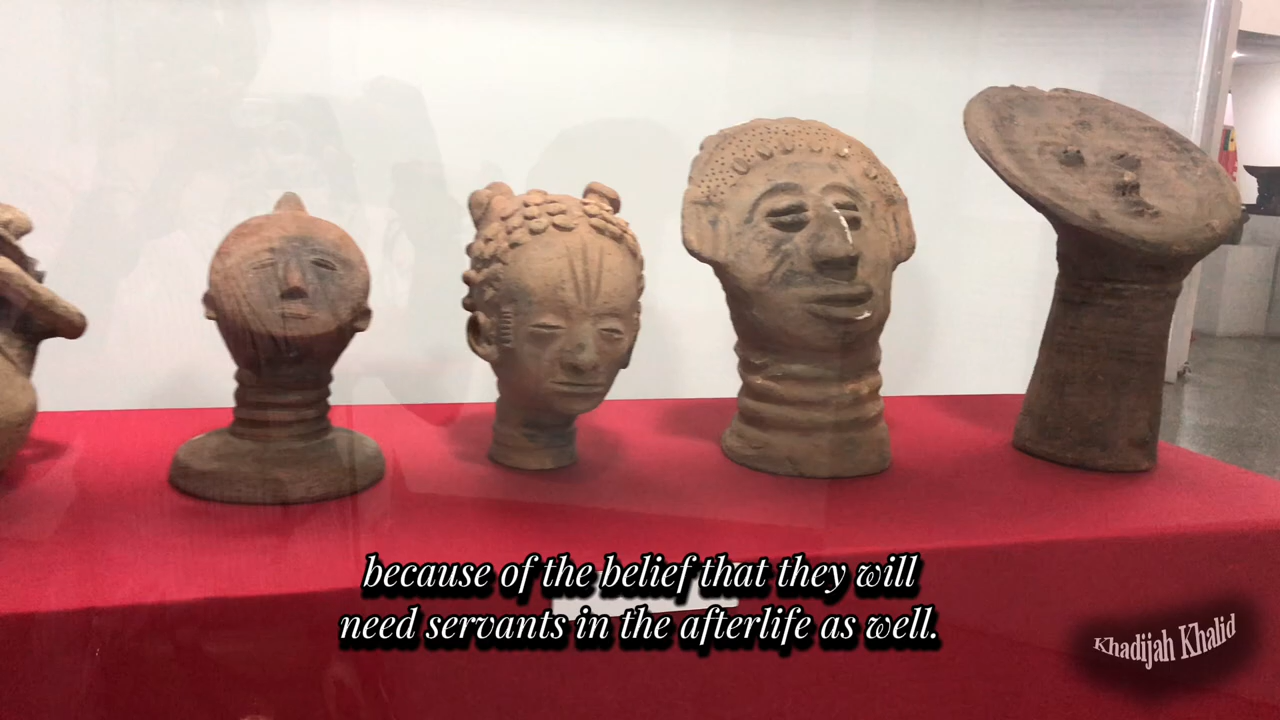 because of the belief that they will
need servants in the afterlife as well.
Khadijah Khalid